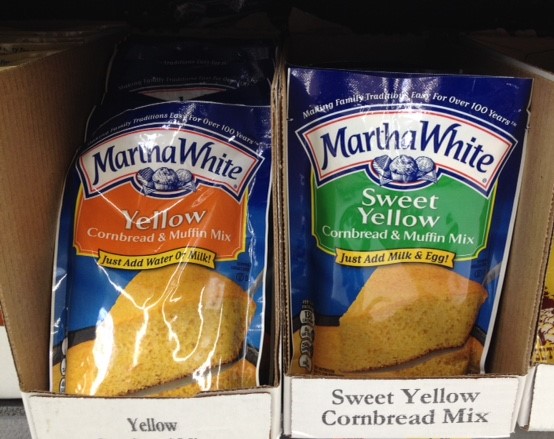 Making Family Traditions Easy For Over 100 Years™
Martha White®
Yellow
Cornbread & Muffin Mix
Just Add Water Or Milk!
Yellow
Making Family Traditions Easy For Over 100 Years™
Martha White®
Sweet
Yellow
Cornbread & Muffin Mix
Just Add Milk & Egg!
Sweet Yellow
Cornbread Mix